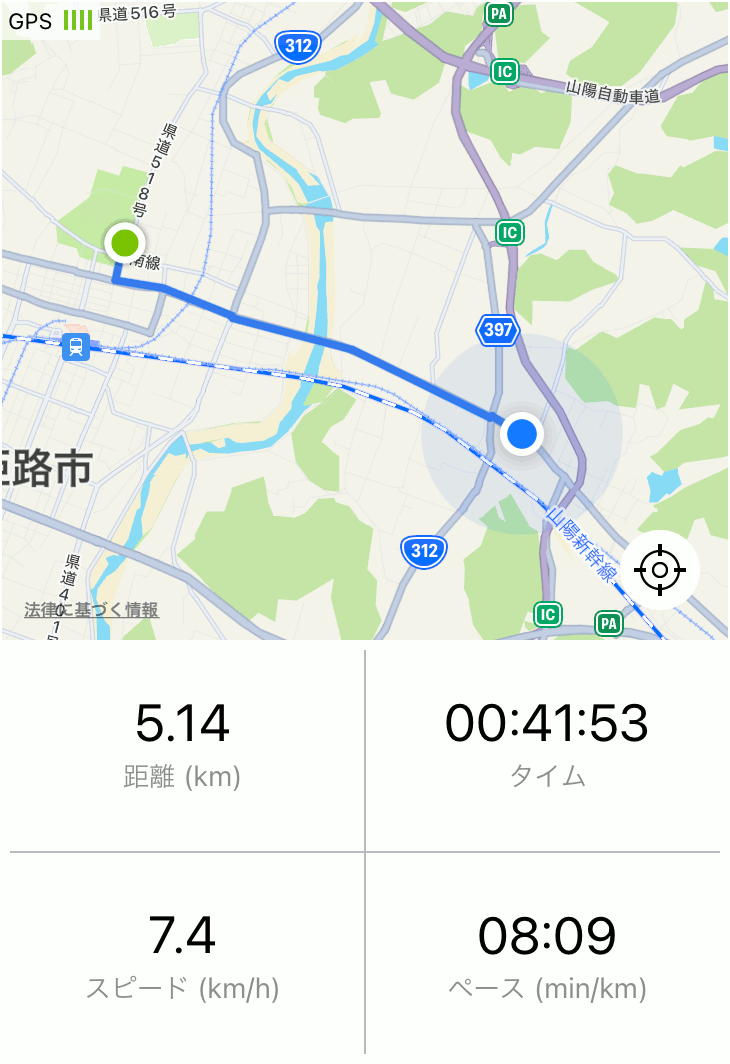 GPS
県道516号
PA
312
IC
山陽自動車道
県道518号
南線
IC
397
路市
312
山陽新幹線
県道401号
法律に基づく情報
IC
PA
5.14
距離 (km)
00:41:53
タイム
7.4
スピード (km/h)
08:09
ペース (min/km)